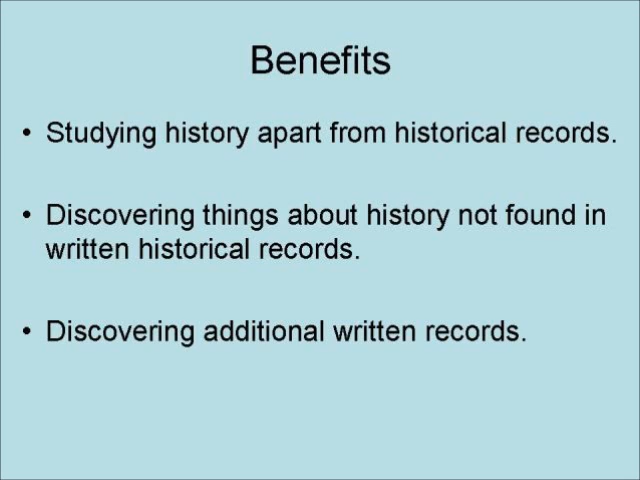 Benefits
• Studying history apart from historical records.
• Discovering things about history not found in
written historical records.
• Discovering additional written records.